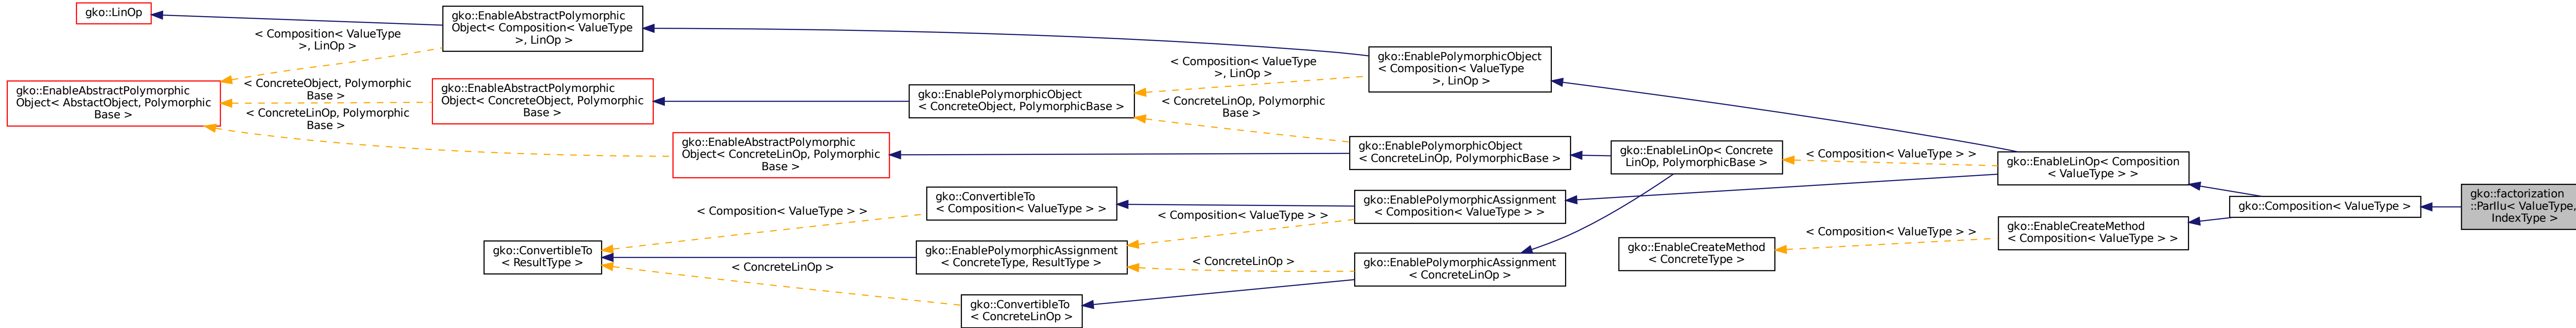 gko::LinOp
gko::EnableAbstractPolymorphic
Object< Composition< ValueType
>, LinOp >
< Composition< ValueType
>, LinOp >
gko::EnableAbstractPolymorphic
Object< AbstactObject, Polymorphic
Base >
< ConcreteObject, Polymorphic
Base >
< ConcreteLinOp, Polymorphic
Base >
gko::EnableAbstractPolymorphic
Object< ConcreteObject, Polymorphic
Base >
gko::EnableAbstractPolymorphic
Object< ConcreteLinOp, Polymorphic
Base >
gko::EnablePolymorphicObject
< ConcreteObject, PolymorphicBase >
< Composition< ValueType
>, LinOp >
< ConcreteLinOp, Polymorphic
Base >
gko::EnablePolymorphicObject
< Composition< ValueType
>, LinOp >
gko::EnablePolymorphicObject
< ConcreteLinOp, PolymorphicBase >
gko::EnableLinOp< Concrete
LinOp, PolymorphicBase >
< Composition< ValueType > >
gko::EnableLinOp< Composition
< ValueType > >
gko::ConvertibleTo
< ResultType >
< Composition< ValueType > >
gko::ConvertibleTo
< Composition< ValueType > >
gko::EnablePolymorphicAssignment
< ConcreteType, ResultType >
< ConcreteLinOp >
gko::ConvertibleTo
< ConcreteLinOp >
< Composition< ValueType > >
gko::EnablePolymorphicAssignment
< Composition< ValueType > >
< ConcreteLinOp >
gko::EnablePolymorphicAssignment
< ConcreteLinOp >
gko::EnableCreateMethod
< ConcreteType >
< Composition< ValueType > >
gko::EnableCreateMethod
< Composition< ValueType > >
gko::Composition< ValueType >
gko::factorization
::ParIlu< ValueType,
IndexType >